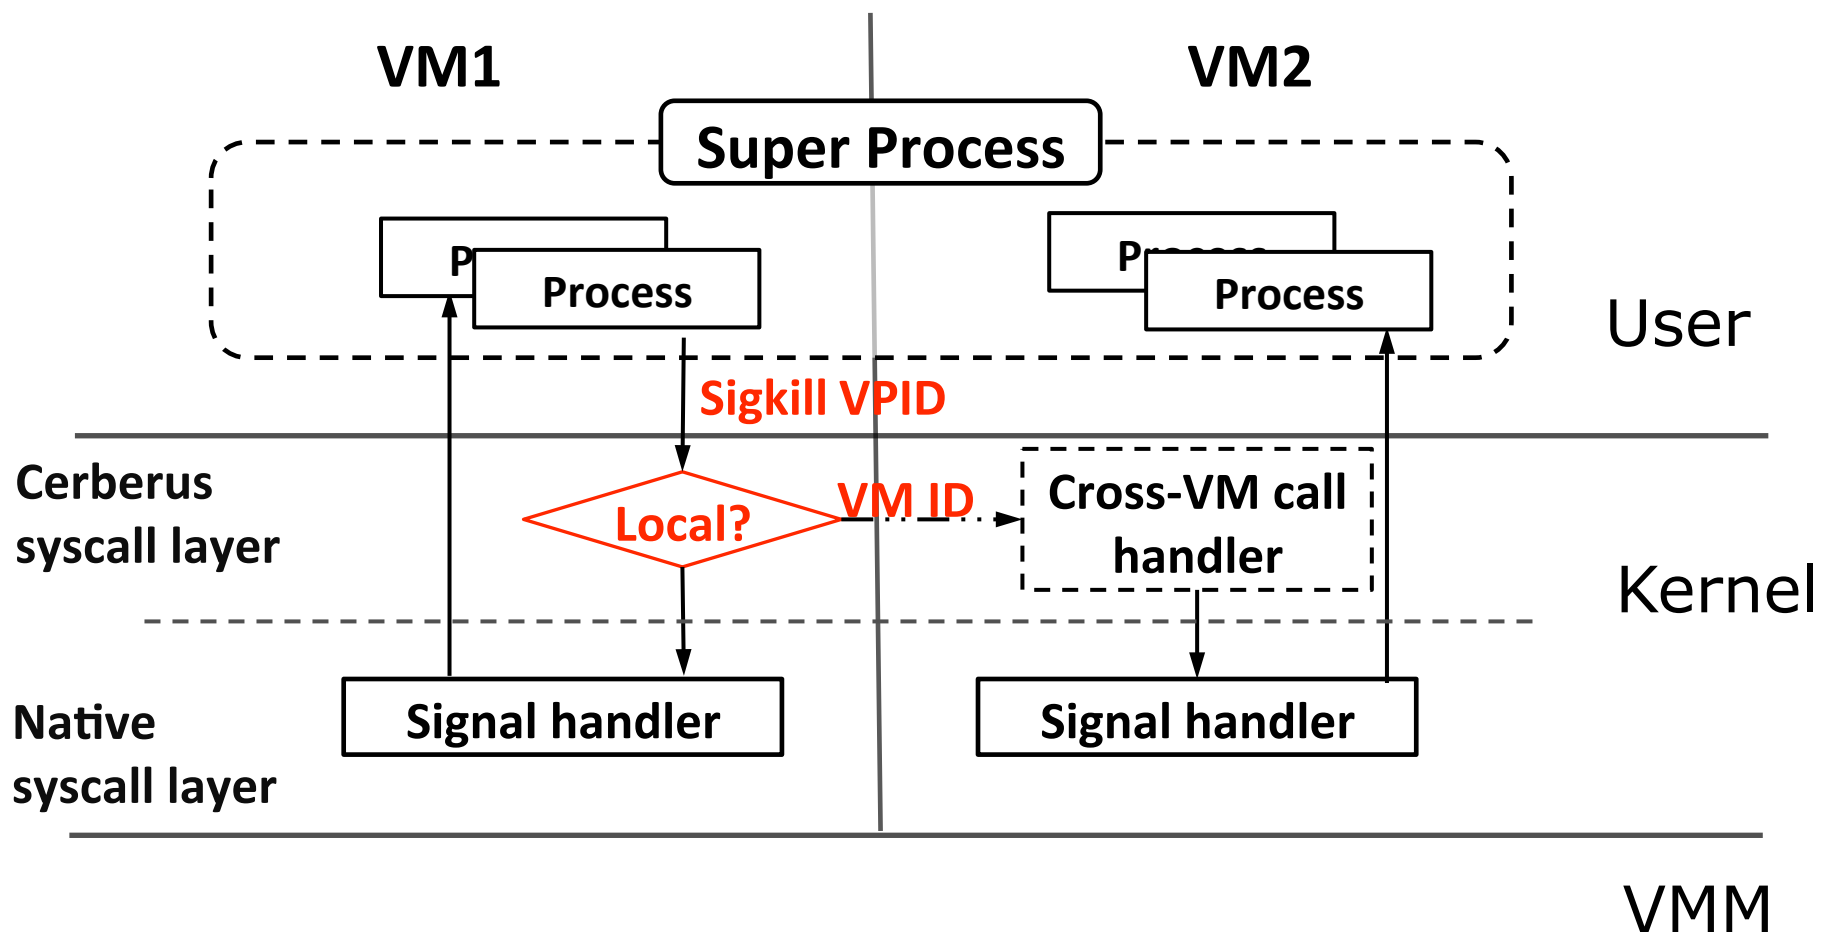 VM1
VM2
Super Process
Process
Process
Process
User
Sigkill VPID
Cerberus
syscall layer
Local?
VM ID
Cross-VM call
handler
Kernel
Native
syscall layer
Signal handler
Signal handler
VMM